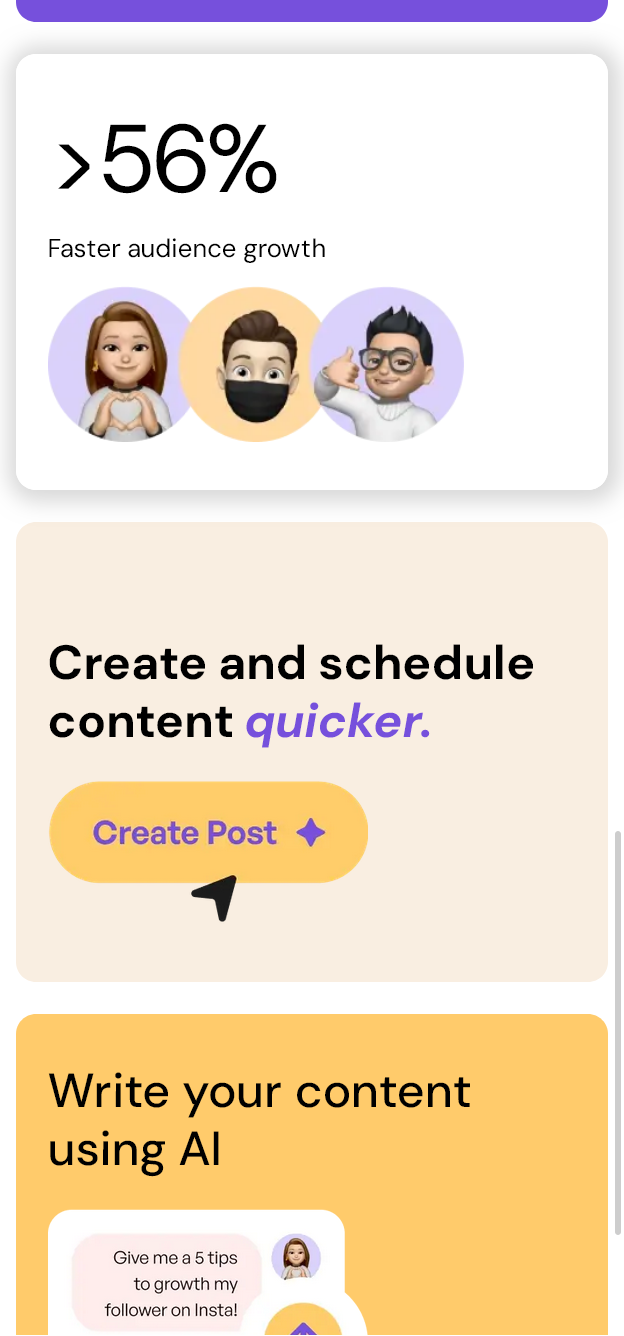 >56%
Faster audience growth
Create and schedule
content quicker.
Create Post
Write your content
using AI
Give me a 5 tips
to growth my
follower on Insta!